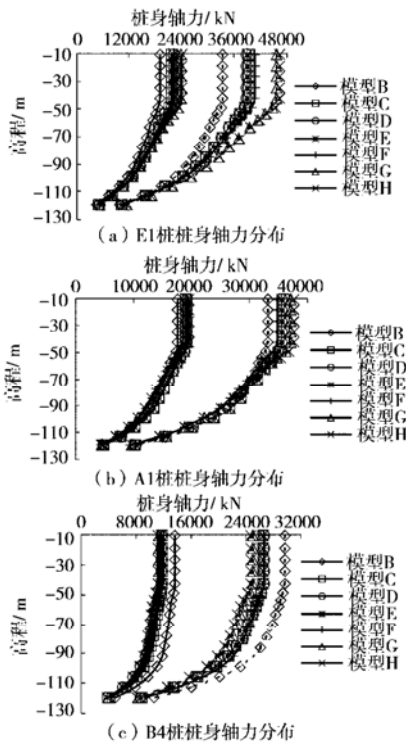 桩身轴力/ kN
0 12000 24000 36000 48000
-10
-30
-50
-70
-90
-110
-130
高程/ m
模型B
模型C
模型D
模型E
模型F
模型G
模型H
(a) E1桩桩身轴力分布
桩身轴力/ kN
0 10000 20000 30000 40000
-10
-30
-50
-70
-90
-110
-130
高程/ m
模型B
模型C
模型D
模型E
模型F
模型G
模型H
(b) A1桩桩身轴力分布
桩身轴力/ kN
0 8000 16000 24000 32000
-10
-30
-50
-70
-90
-110
-130
高程/ m
模型B
模型C
模型D
模型E
模型F
模型G
模型H
(c) B4桩桩身轴力分布